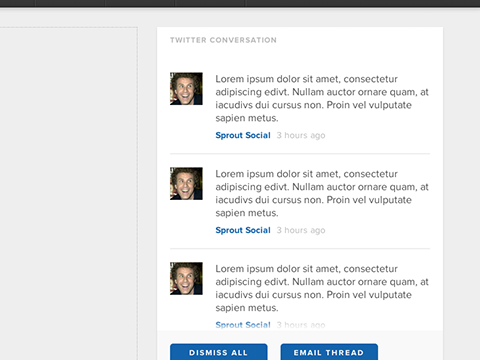 TWITTER CONVERSATION
Lorem ipsum dolor sit amet, consectetur
adipiscing edivt. Nullam auctor ornare quam, at
iacudivs dui cursus non. Proin vel vulputate
sapien metus.
Sprout Social 3 hours ago
Lorem ipsum dolor sit amet, consectetur
adipiscing edivt. Nullam auctor ornare quam, at
iacudivs dui cursus non. Proin vel vulputate
sapien metus.
Sprout Social 3 hours ago
Lorem ipsum dolor sit amet, consectetur
adipiscing edivt. Nullam auctor ornare quam, at
iacudivs dui cursus non. Proin vel vulputate
sapien metus.
Sprout Social 3 hours ago
DISMISS ALL EMAIL THREAD